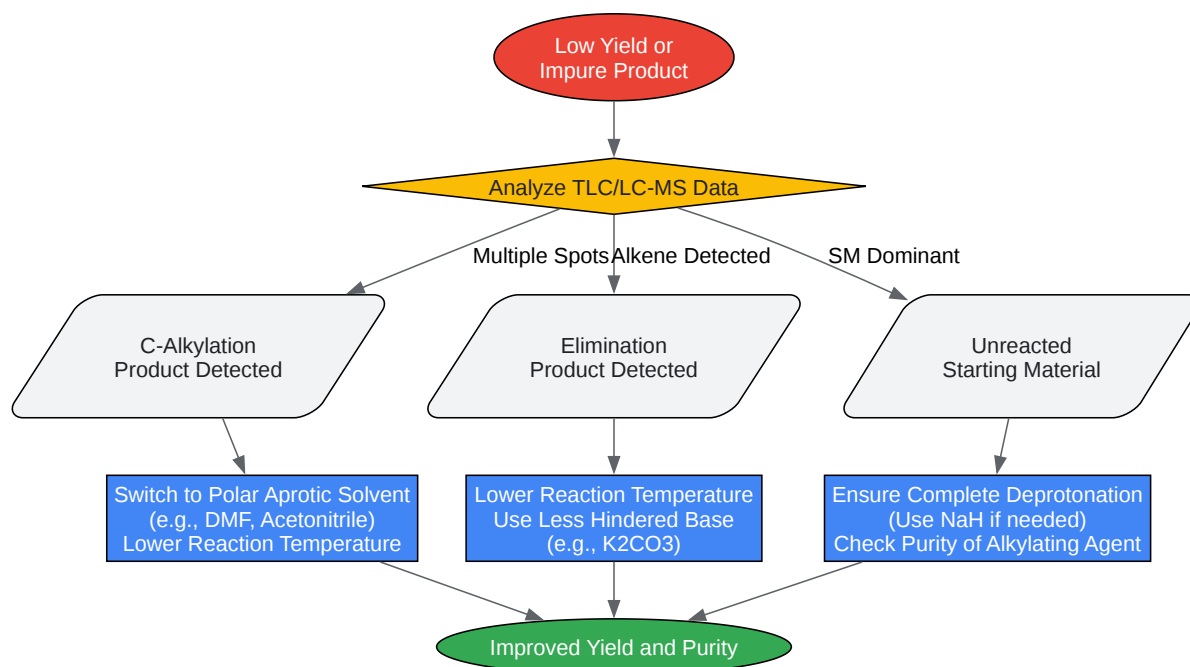 Low Yield or
Impure Product
Analyze TLC/LC-MS Data
Multiple Spots
Alkene Detected
SM Dominant
C-Alkylation
Product Detected
Elimination
Product Detected
Unreacted
Starting Material
Switch to Polar Aprotic Solvent
(e.g., DMF, Acetonitrile)
Lower Reaction Temperature
Lower Reaction Temperature
Use Less Hindered Base
(e.g., K2CO3)
Ensure Complete Deprotonation
(Use NaH if needed)
Check Purity of Alkylating Agent
Improved Yield and Purity